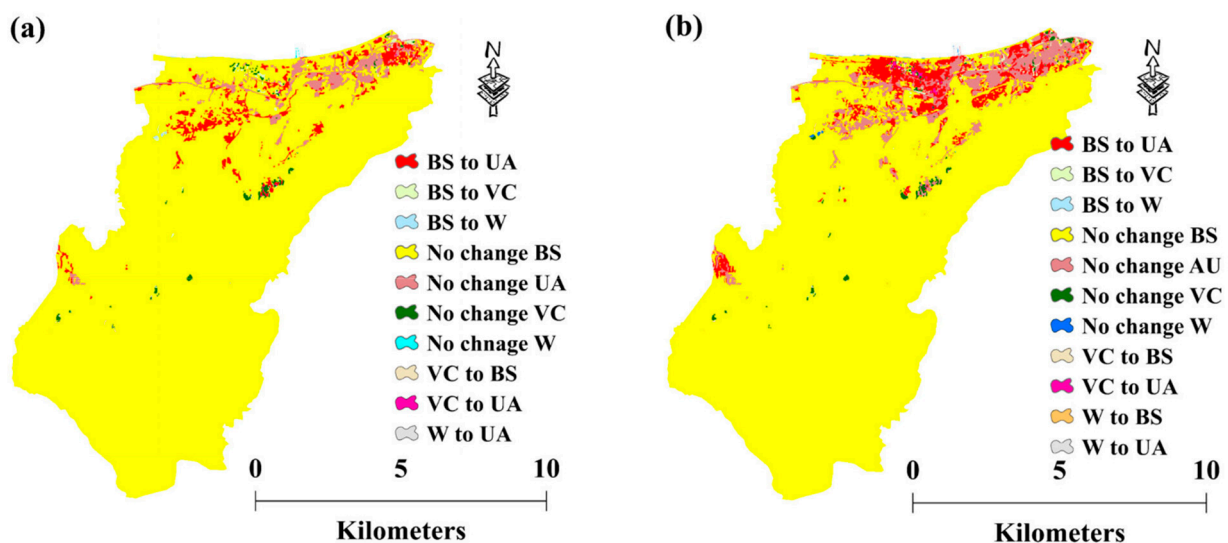 (a)
N
BS to UA
BS to VC
BS to W
No change BS
No change UA
No change VC
No chnage W
VC to BS
VC to UA
W to UA
0 5 10
Kilometers
(b)
N
BS to UA
BS to VC
BS to W
No change BS
No change AU
No change VC
No change W
VC to BS
VC to UA
W to BS
W to UA
0 5 10
Kilometers